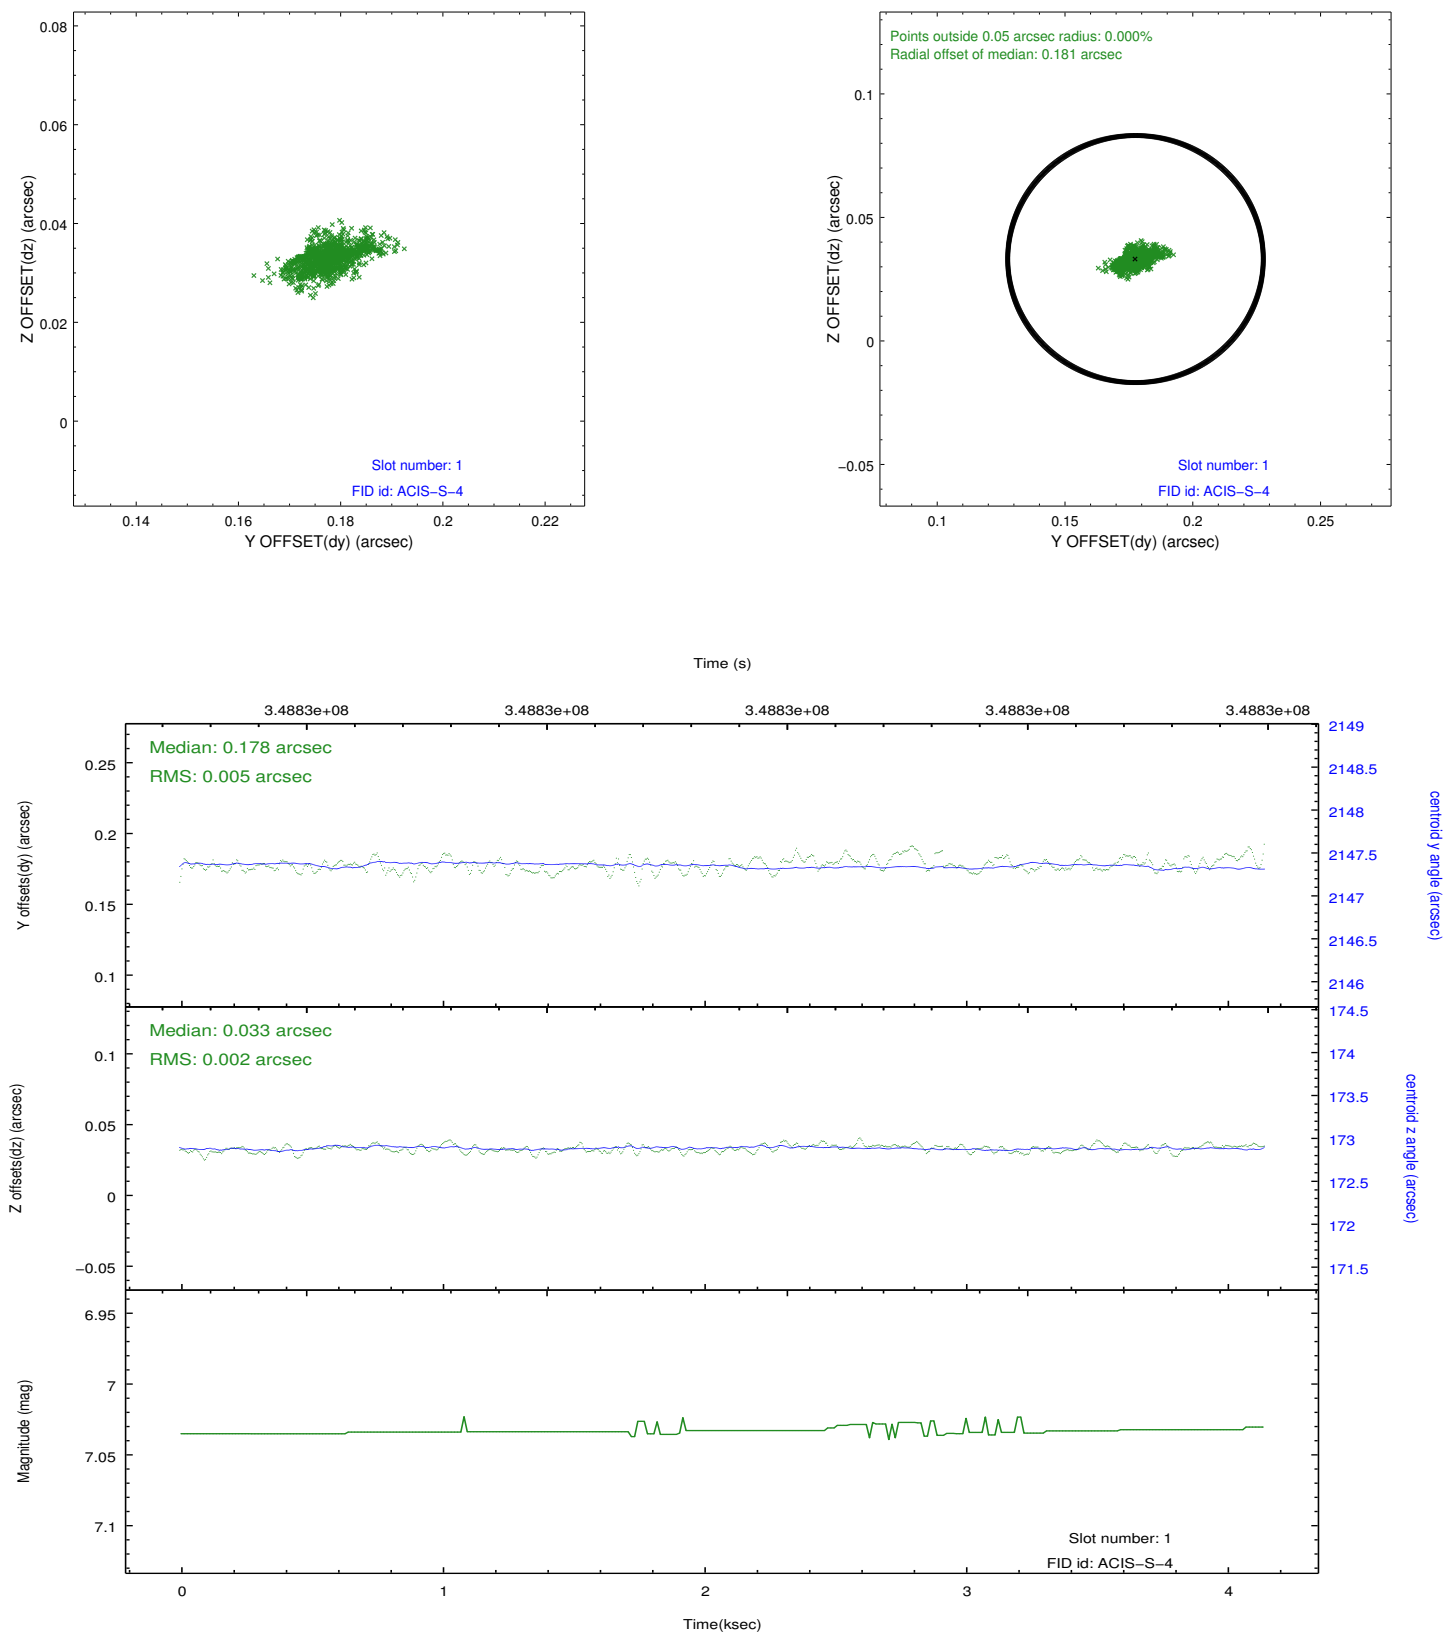 0.08
0.06
0.04
0.02
0
Z OFFSET(dz) (arcsec)
Slot number: 1
FID id: ACIS−S−4
0.14 0.16 0.18 0.2 0.22
Y OFFSET(dy) (arcsec)
Points outside 0.05 arcsec radius: 0.000%
Radial offset of median: 0.181 arcsec
0.1
0.05
0
−0.05
Z OFFSET(dz) (arcsec)
Slot number: 1
FID id: ACIS−S−4
0.1 0.15 0.2 0.25
Y OFFSET(dy) (arcsec)
Time (s)
3.4883e+08 3.4883e+08 3.4883e+08 3.4883e+08 3.4883e+08
Median: 0.178 arcsec
RMS: 0.005 arcsec
0.25
0.2
0.15
0.1
Y offsets(dy) (arcsec)
2149
2148.5
2148
2147.5
2147
2146.5
2146
centroid y angle (arcsec)
Median: 0.033 arcsec
RMS: 0.002 arcsec
0.1
0.05
0
−0.05
Z offsets(dz) (arcsec)
174.5
174
173.5
173
172.5
172
171.5
centroid z angle (arcsec)
6.95
7
7.05
7.1
Magnitude (mag)
Slot number: 1
FID id: ACIS−S−4
0 1 2 3 4
Time(ksec)